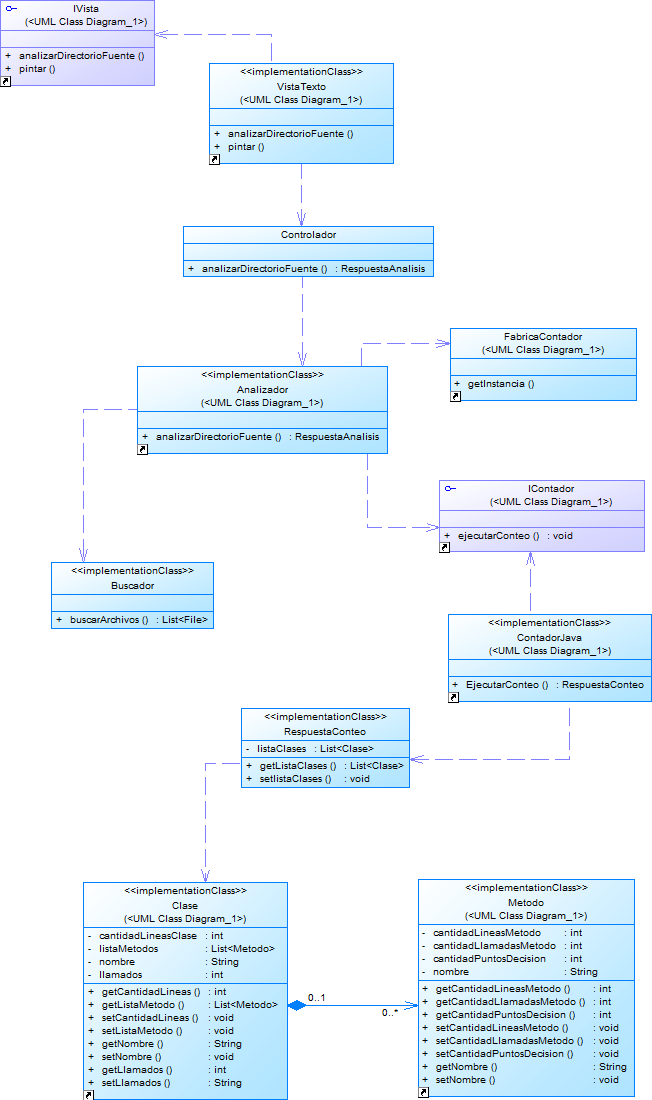 IVista
(<UML Class Diagram_1>)
+ analizarDirectorioFuente ()
+ pintar ()
<<implementationClass>>
VistaTexto
(<UML Class Diagram_1>)
+ analizarDirectorioFuente ()
+ pintar ()
Controlador
+ analizarDirectorioFuente () : RespuestaAnalisis
FabricaContador
(<UML Class Diagram_1>)
+ getInstancia ()
<<implementationClass>>
Analizador
(<UML Class Diagram_1>)
+ analizarDirectorioFuente () : RespuestaAnalisis
IContador
(<UML Class Diagram_1>)
+ ejecutarConteo () : void
<<implementationClass>>
Buscador
+ buscarArchivos () : List<File>
<<implementationClass>>
ContadorJava
(<UML Class Diagram_1>)
+ EjecutarConteo () : RespuestaConteo
<<implementationClass>>
RespuestaConteo
- listaClases : List<Clase>
+ getListaClases () : List<Clase>
+ setlistaClases () : void
<<implementationClass>>
Clase
(<UML Class Diagram_1>)
- cantidadLineasClase : int
- listaMetodos : List<Metodo>
- nombre : String
- llamados : int
+ getCantidadLineas () : int
+ getListaMetodo () : List<Metodo>
+ setCantidadLineas () : void
+ setListaMetodo () : void
+ getNombre () : String
+ setNombre () : void
+ getLlamados () : int
+ setLlamados () : String
0..1
0..*
<<implementationClass>>
Metodo
(<UML Class Diagram_1>)
- cantidadLineasMetodo : int
- cantidadLlamadasMetodo : int
- cantidadPuntosDecision : int
- nombre : String
+ getCantidadLineasMetodo () : int
+ getCantidadLlamadasMetodo () : int
+ getCantidadPuntosDecision () : int
+ setCantidadLineasMetodo () : void
+ setCantidadLlamadasMetodo () : void
+ setCantidadPuntosDecision () : void
+ getNombre () : String
+ setNombre () : void